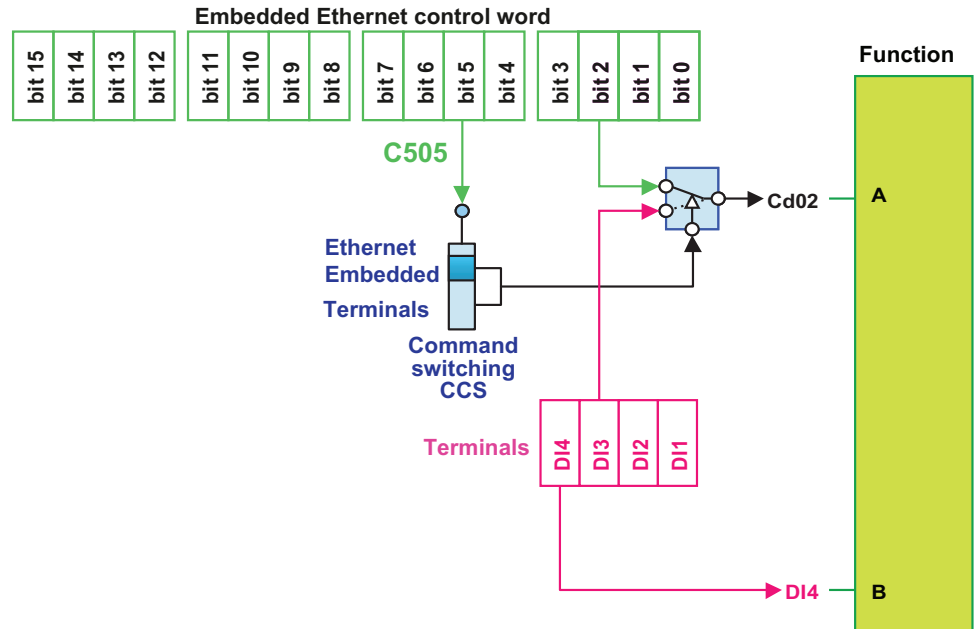 Embedded Ethernet control word
bit 15
bit 14
bit 13
bit 12
bit 11
bit 10
bit 9
bit 8
bit 7
bit 6
bit 5
bit 4
bit 3
bit 2
bit 1
bit 0
Function
C505
Cd02
A
Ethernet
Embedded
Terminals
Command
switching
CCS
Terminals
DI4
DI3
DI2
DI1
DI4
B